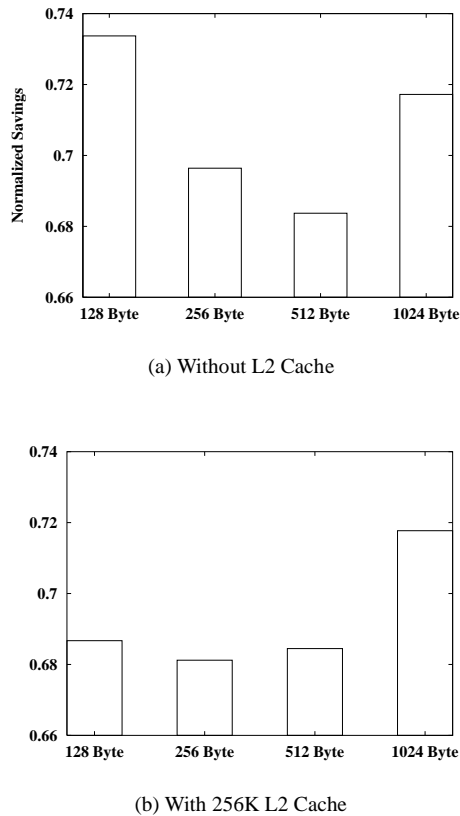 0.74
0.72
0.7
0.68
0.66
Normalized Savings
128 Byte 256 Byte 512 Byte 1024 Byte
(a) Without L2 Cache
0.74
0.72
0.7
0.68
0.66
128 Byte 256 Byte 512 Byte 1024 Byte
(b) With 256K L2 Cache